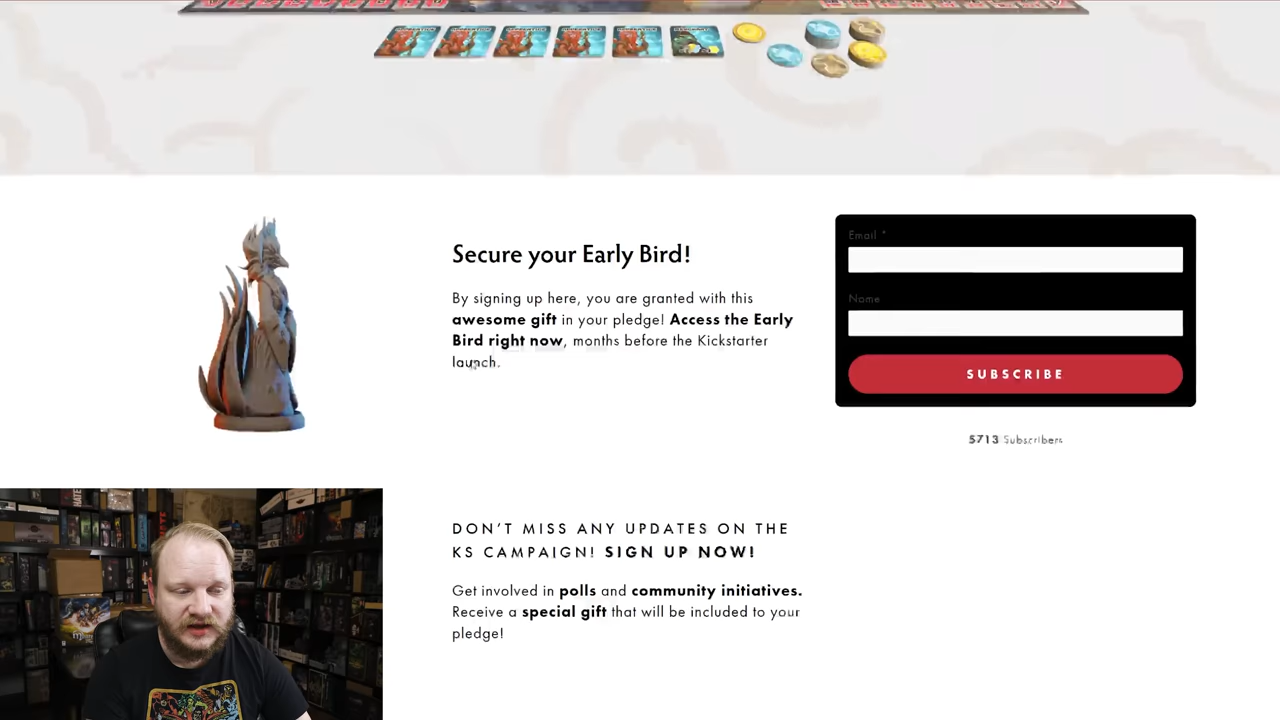 Secure your Early Bird!
By signing up here, you are granted with this
awesome gift in your pledge! Access the Early
Bird right now, months before the Kickstarter
launch.
Email *
Name
SUBSCRIBE
5713 Subscribers
DON'T MISS ANY UPDATES ON THE
KS CAMPAIGN! SIGN UP NOW!
Get involved in polls and community initiatives.
Receive a special gift that will be included to your
pledge!